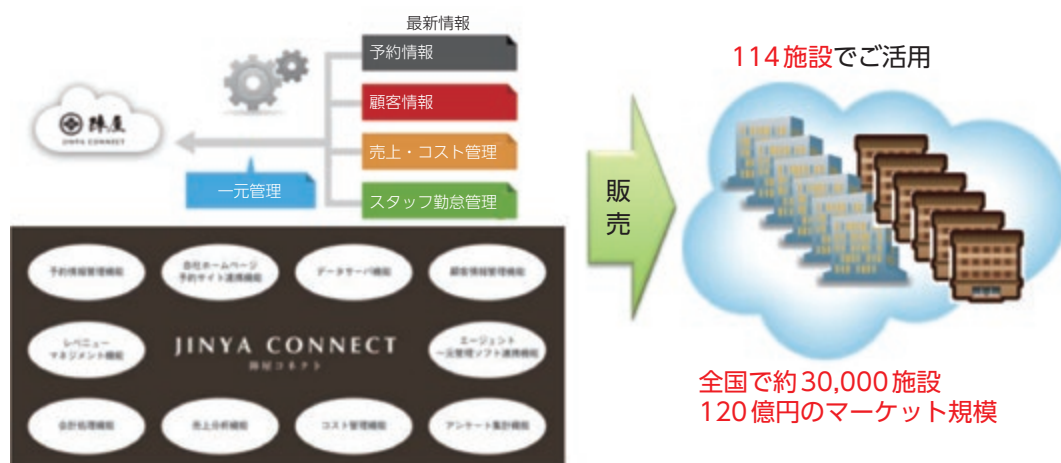 最新情報
予約情報
顧客情報
売上・コスト管理
スタッフ勤怠管理
陣屋
JINYA CONNECT
一元管理
予約情報管理機能
自社ホームページ
予約サイト連携機能
データサーバ機能
顧客情報管理機能
レベニュー
マネジメント機能
JINYA CONNECT
陣屋コネクト
エージェント
一元管理ソフト連携機能
会計処理機能
売上分析機能
コスト管理機能
アンケート集計機能
販売
114施設でご活用
全国で約30,000施設
120億円のマーケット規模